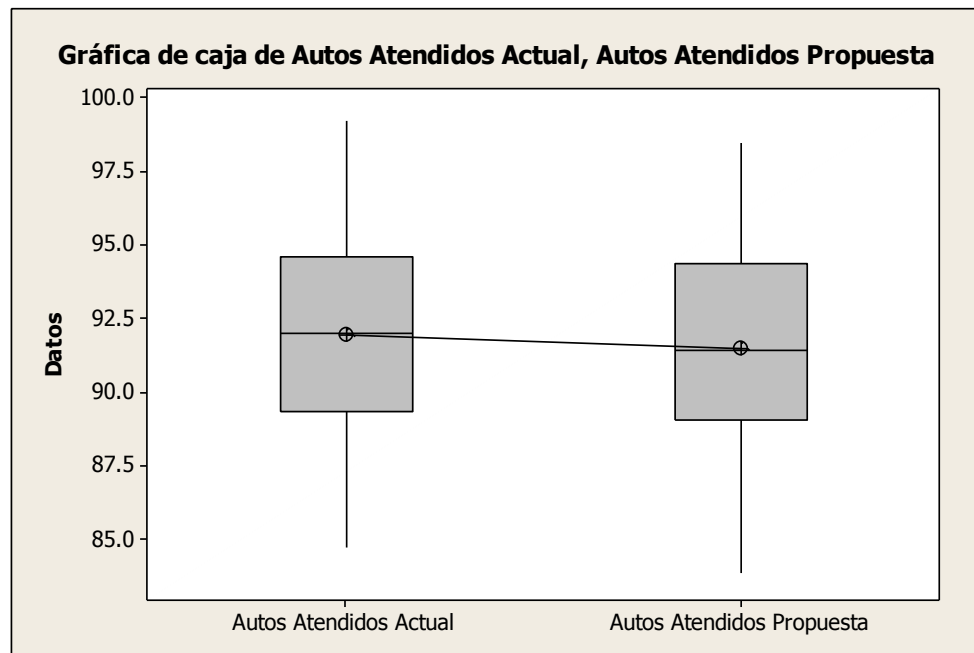 Gráfica de caja de Autos Atendidos Actual, Autos Atendidos Propuesta
100.0
97.5
95.0
92.5
90.0
87.5
85.0
Datos
Autos Atendidos Actual
Autos Atendidos Propuesta